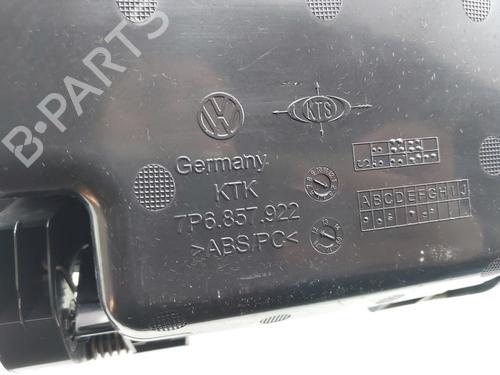 B-PARTS
KTS
Germany
KTK
7P6.857.922
>ABS/PC<
S
ABCDEFGHIJ